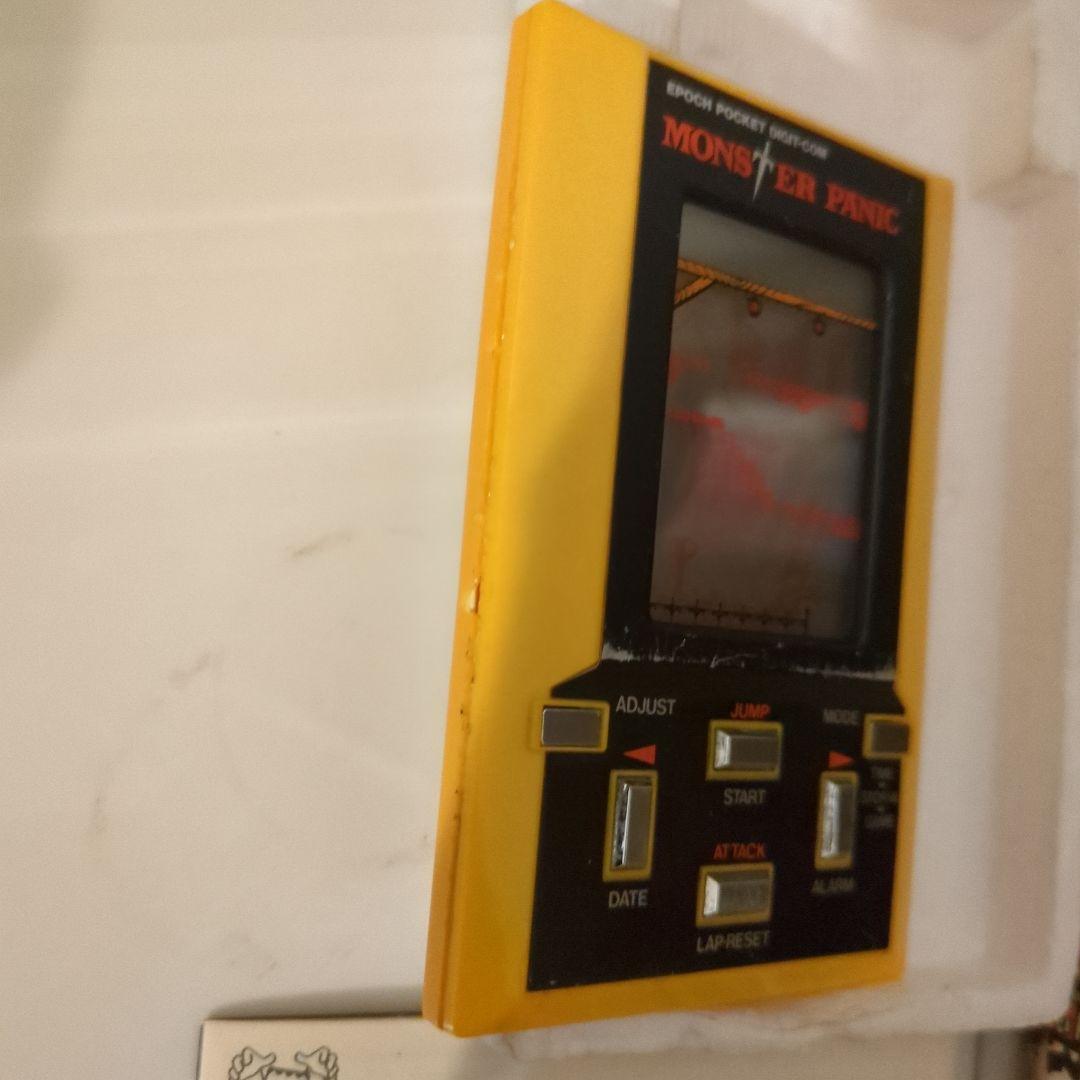 EPOCH POCKET DIGIT-COM
MONSTER PANIC
ADJUST
JUMP
MODE
START
ATTACK
DATE
ALARM
LAP·RESET